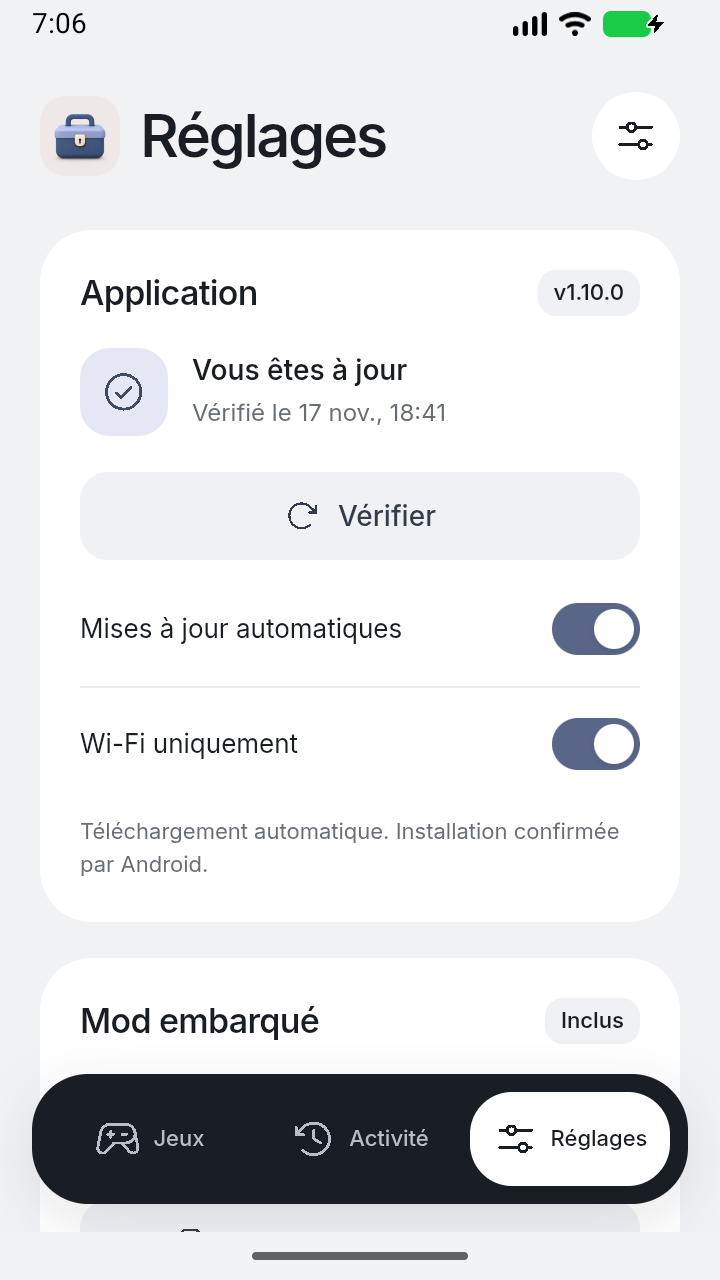 7:06
Réglages
Application
v1.10.0
Vous êtes à jour
Vérifié le 17 nov., 18:41
Vérifier
Mises à jour automatiques
Wi-Fi uniquement
Téléchargement automatique. Installation confirmée
par Android.
Mod embarqué
Inclus
Jeux
Activité
Réglages